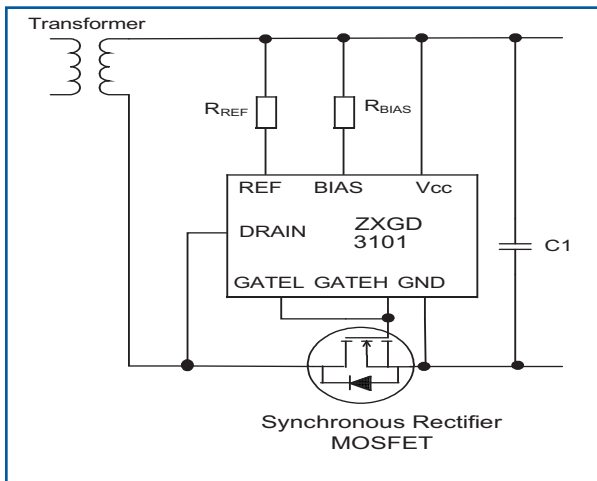 Transformer
RREF
RBIAS
REF BIAS Vcc
ZXGD
DRAIN
3101
C1
GATEL GATEH GND
Synchronous Rectifier
MOSFET